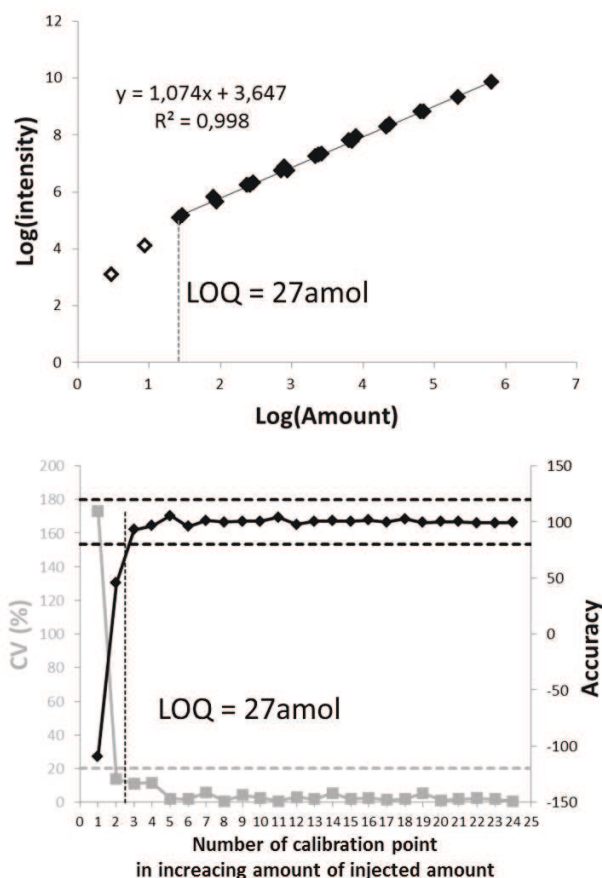 12
10
8
6
4
2
0
Log(intensity)
y = 1,074x + 3,647
R² = 0,998
LOQ = 27amol
0 1 2 3 4 5 6 7
Log(Amount)
200
180
160
140
120
100
80
60
40
20
0
CV (%)
150
100
50
0
-50
-100
-150
Accuracy
LOQ = 27amol
0 1 2 3 4 5 6 7 8 9 10 11 12 13 14 15 16 17 18 19 20 21 22 23 24 25
Number of calibration point
in increacing amount of injected amount